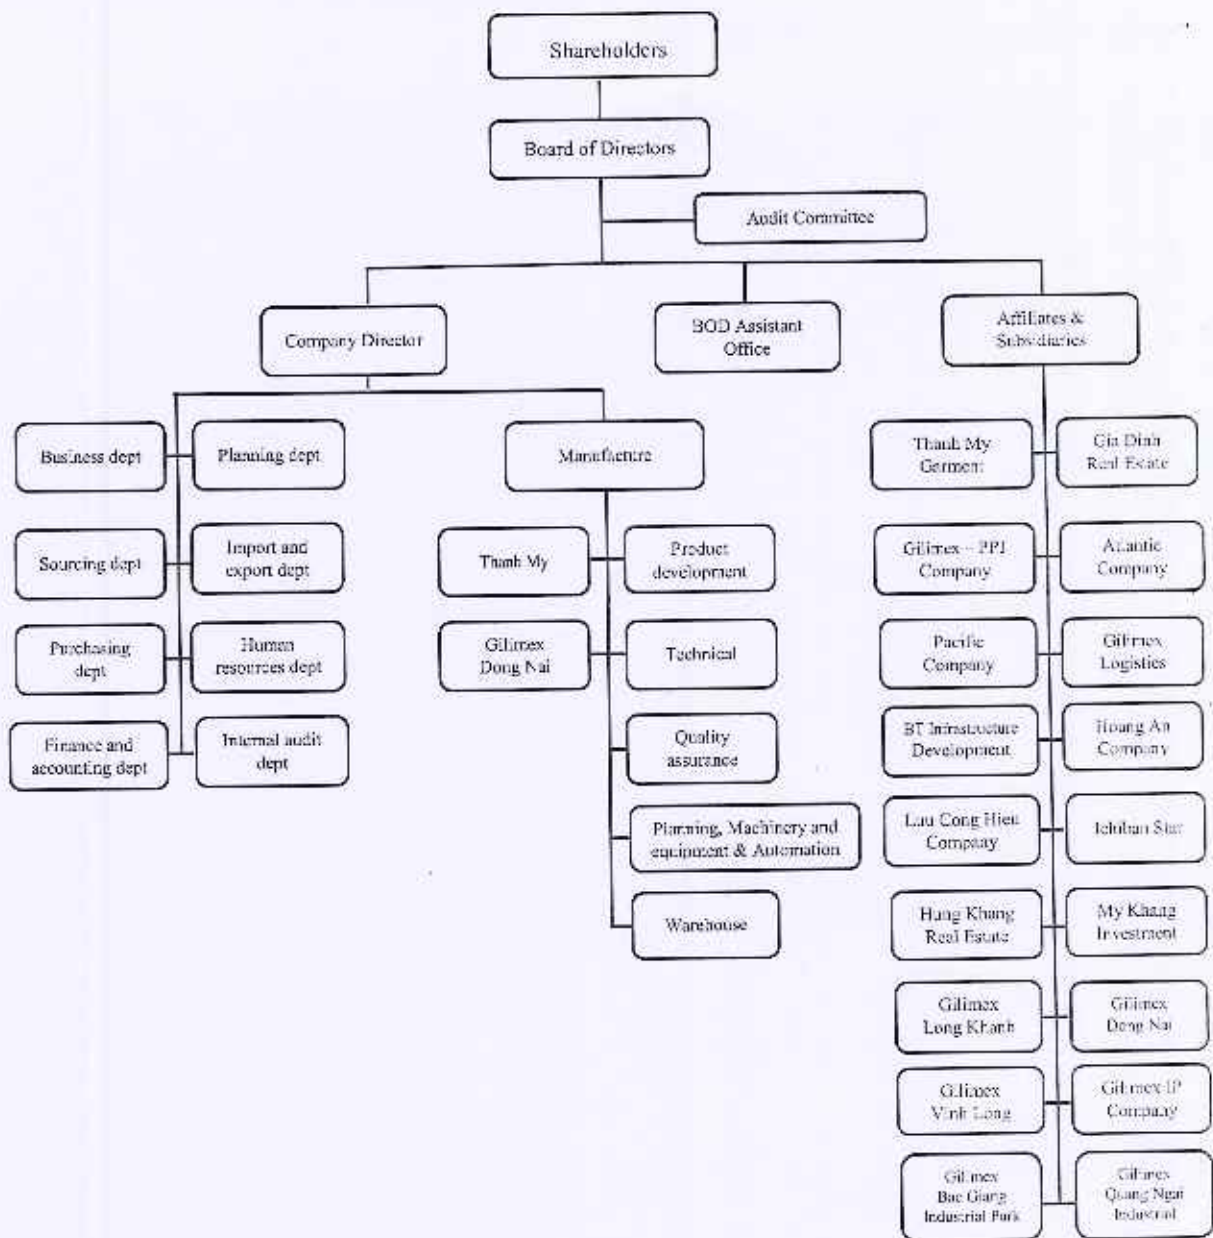 Shareholders
Board of Directors
Audit Committee
Company Director
BOD Assistant
Office
Affiliates &
Subsidiaries
Business dept
Planning dept
Sourcing dept
Import and
export dept
Purchasing
dept
Human
resources dept
Finance and
accounting dept
Internal audit
dept
Manufacture
Thanh My
Product
development
Gilimex
Dong Nai
Technical
Quality
assurance
Planning, Machinery and
equipment & Automation
Warehouse
Thanh My
Garment
Gia Dinh
Real Estate
Gilimex – PPJ
Company
Atlantic
Company
Pacific
Company
Gilimex
Logistics
BT Infrastructure
Development
Hoang An
Company
Luu Cong Hieu
Company
Ichiban Star
Hung Khang
Real Estate
My Khang
Investment
Gilimex
Long Khanh
Gilimex
Dong Nai
Gilimex
Vinh Long
Gilimex-IP
Company
Gilimex
Bac Giang
Industrial Park
Gilimex
Quang Ngai
Industrial